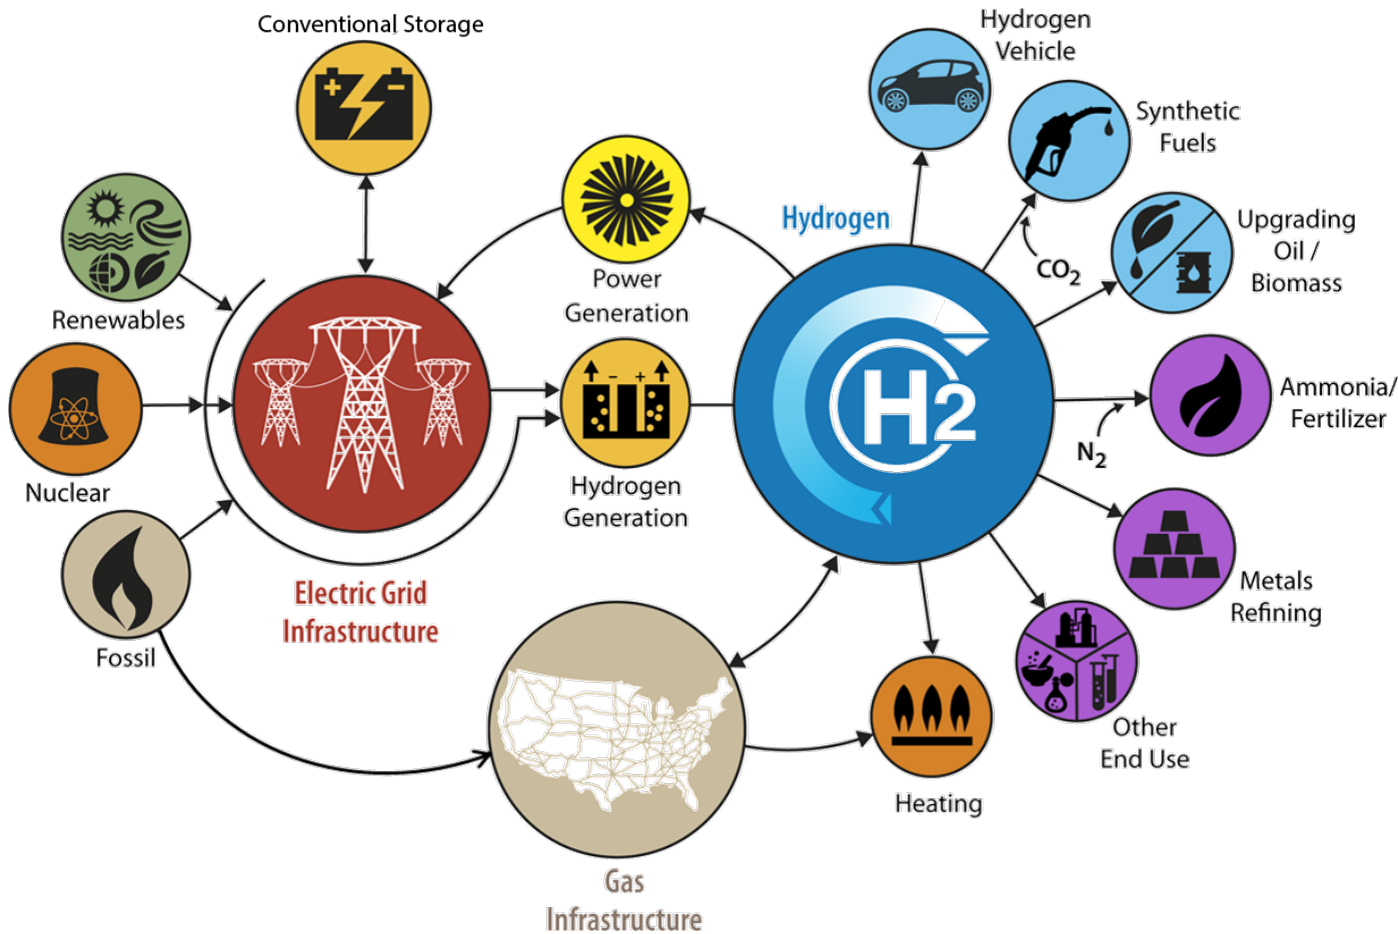 Conventional Storage
Hydrogen
Vehicle
Synthetic
Fuels
CO2
Upgrading
Oil /
Biomass
Hydrogen
Renewables
Power
Generation
H2
Ammonia/
Fertilizer
N2
Nuclear
Hydrogen
Generation
Metals
Refining
Electric Grid
Infrastructure
Fossil
Other
End Use
Heating
Gas
Infrastructure